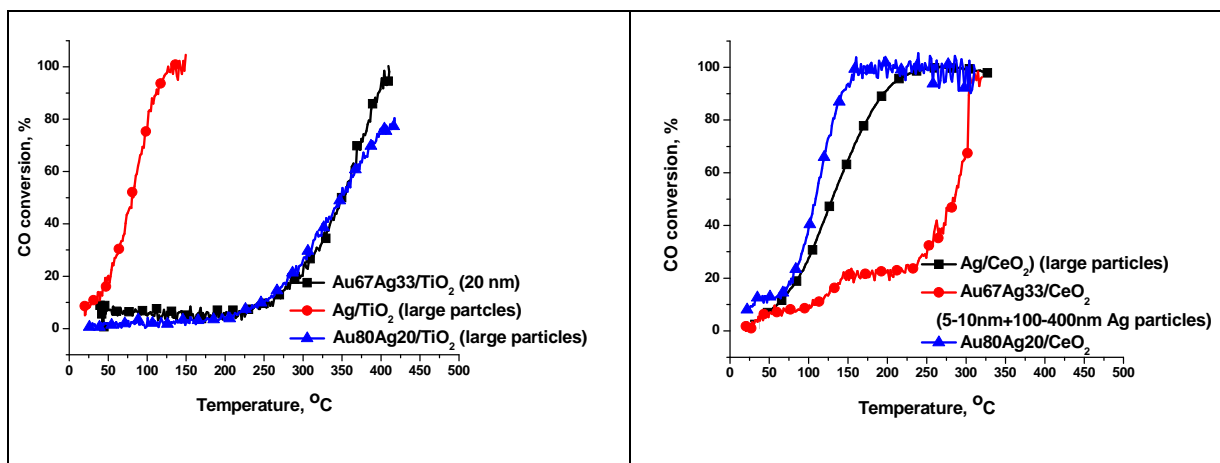 100
80
60
40
20
0
CO conversion, %
Au67Ag33/TiO2 (20 nm)
Ag/TiO2 (large partcles)
Au80Ag20/TiO2 (large particles)
0 50 100 150 200 250 300 350 400 450 500
Temperature, OC
100
80
60
40
20
0
CO conversion, %
Ag/CeO2) (large particles)
Au67Ag33/CeO2
(5-10nm+100-400nm Ag particles)
Au80Ag20/CeO2
0 50 100 150 200 250 300 350 400 450 500
Temperature, OC